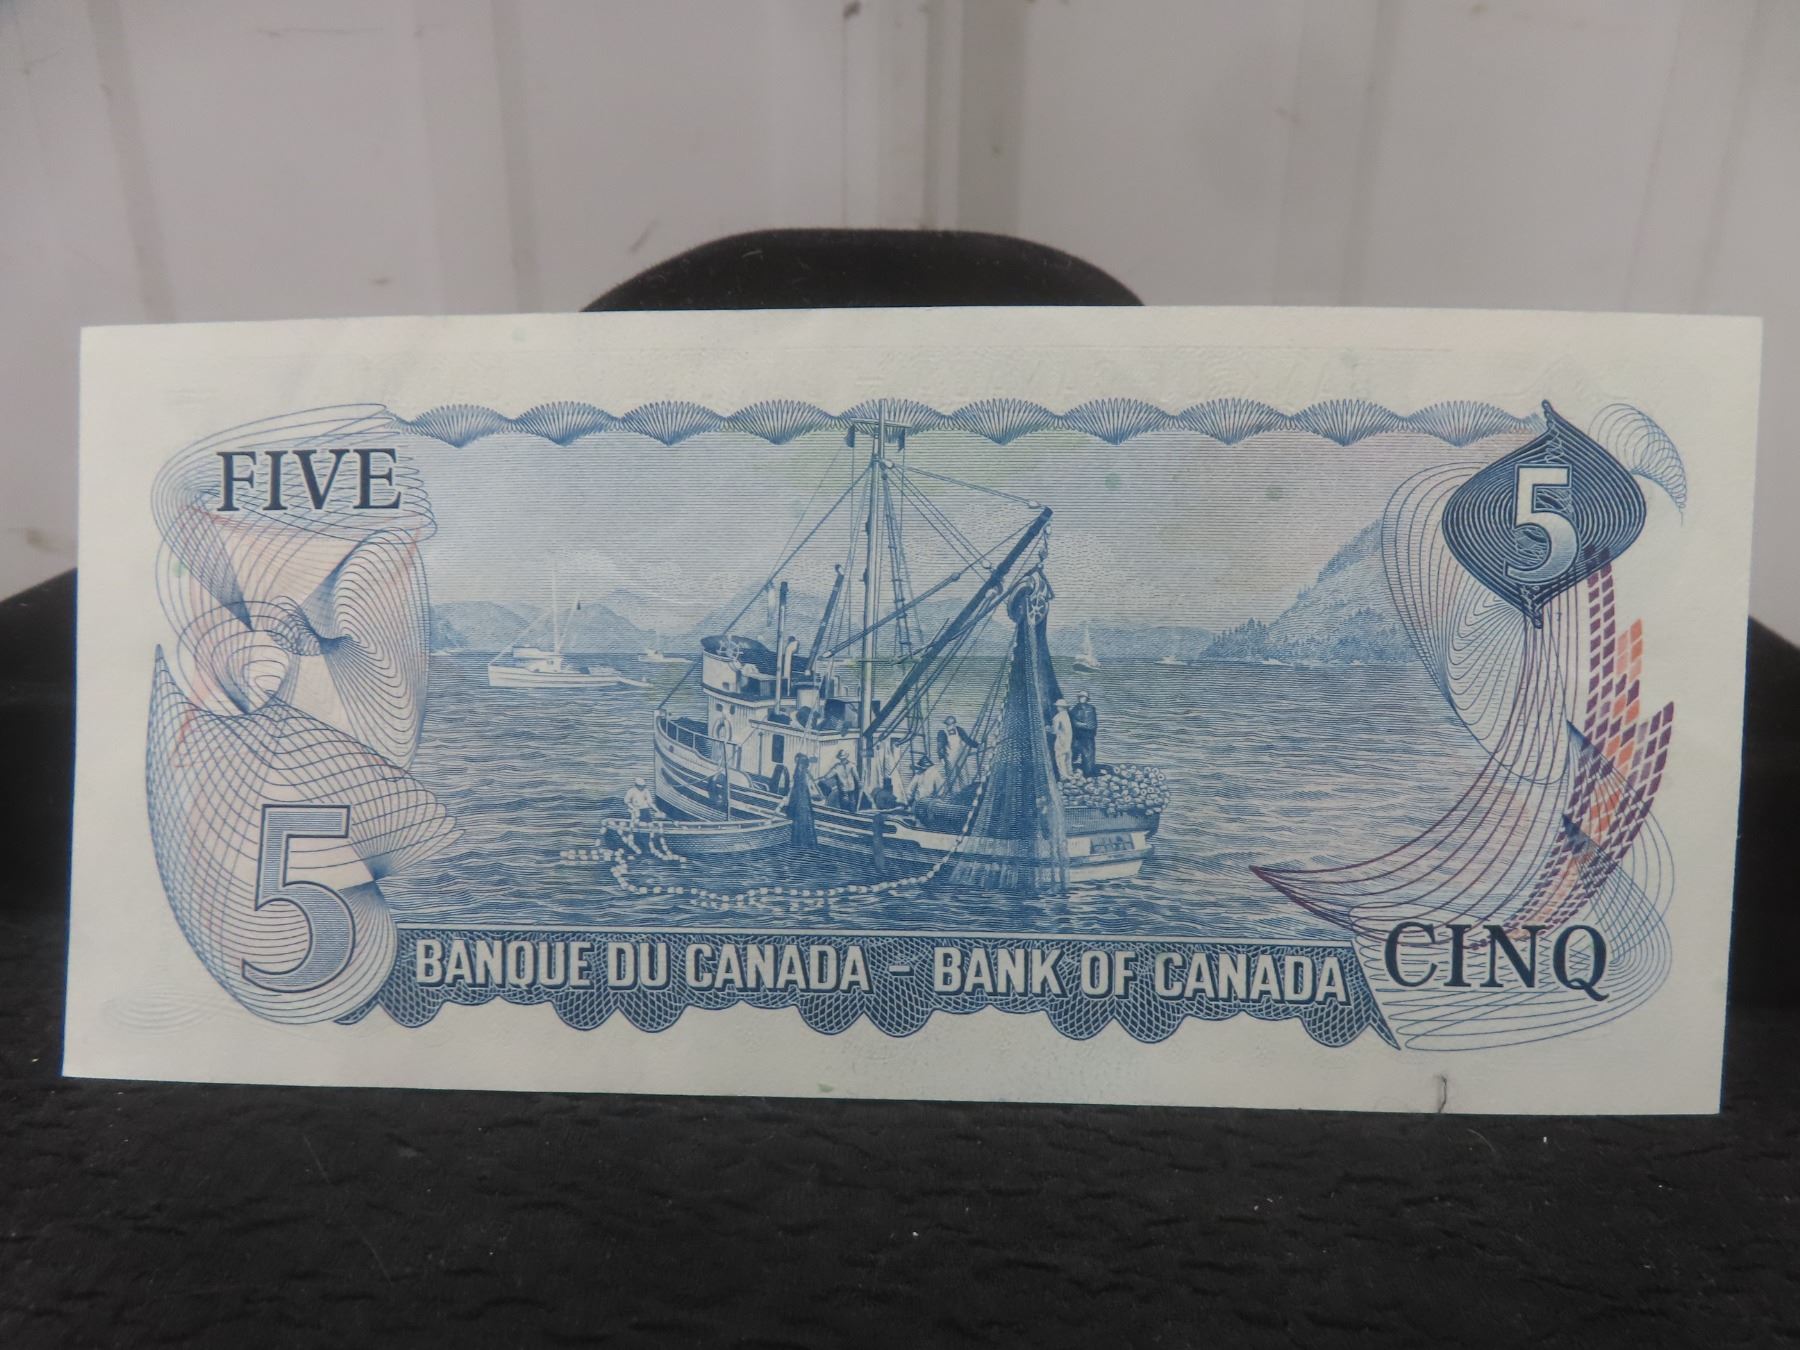 FIVE
5
5
BANQUE DU CANADA - BANK OF CANADA
CINQ